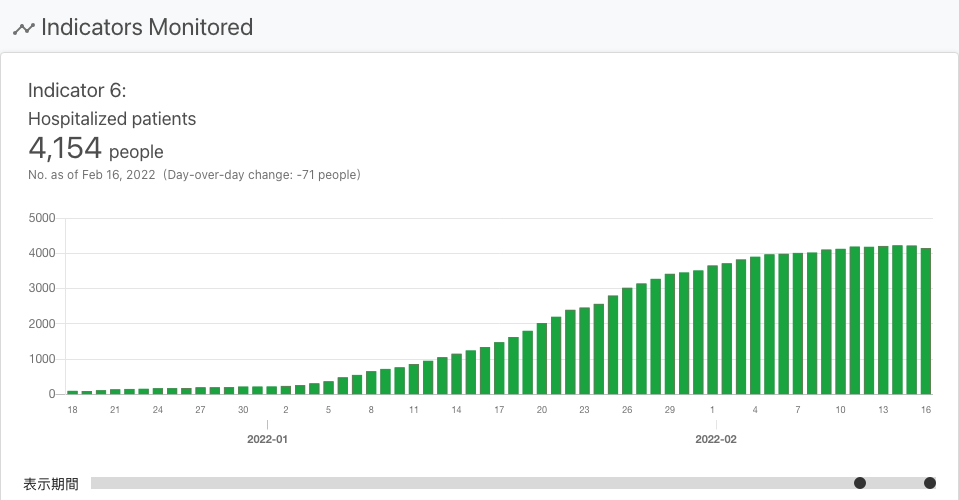 Indicators Monitored
Indicator 6:
Hospitalized patients
4,154 people
No. as of Feb 16, 2022 (Day-over-day change: -71 people)
5000
4000
3000
2000
1000
0
18 21 24 27 30 2 5 8 11 14 17 20 23 26 29 1 4 7 10 13 16
2022-01 2022-02
表示期間